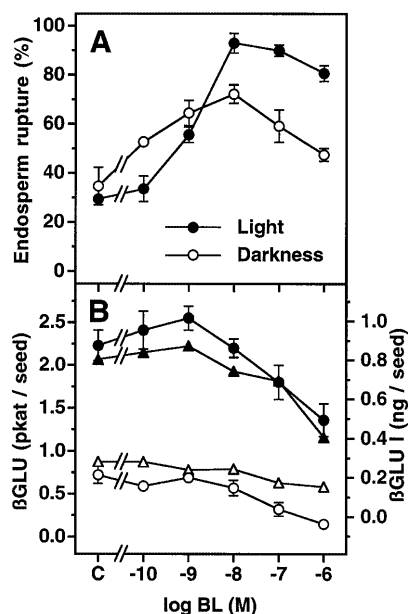 A
Endosperm rupture (%)
100
80
60
40
20
0
Light
Darkness
B
ßGLU (pkat / seed)
2.5
2.0
1.5
1.0
0.5
0.0
1.0
0.8
0.6
0.4
0.2
0.0
ßGLU I (ng / seed)
C -10 -9 -8 -7 -6
log BL (M)